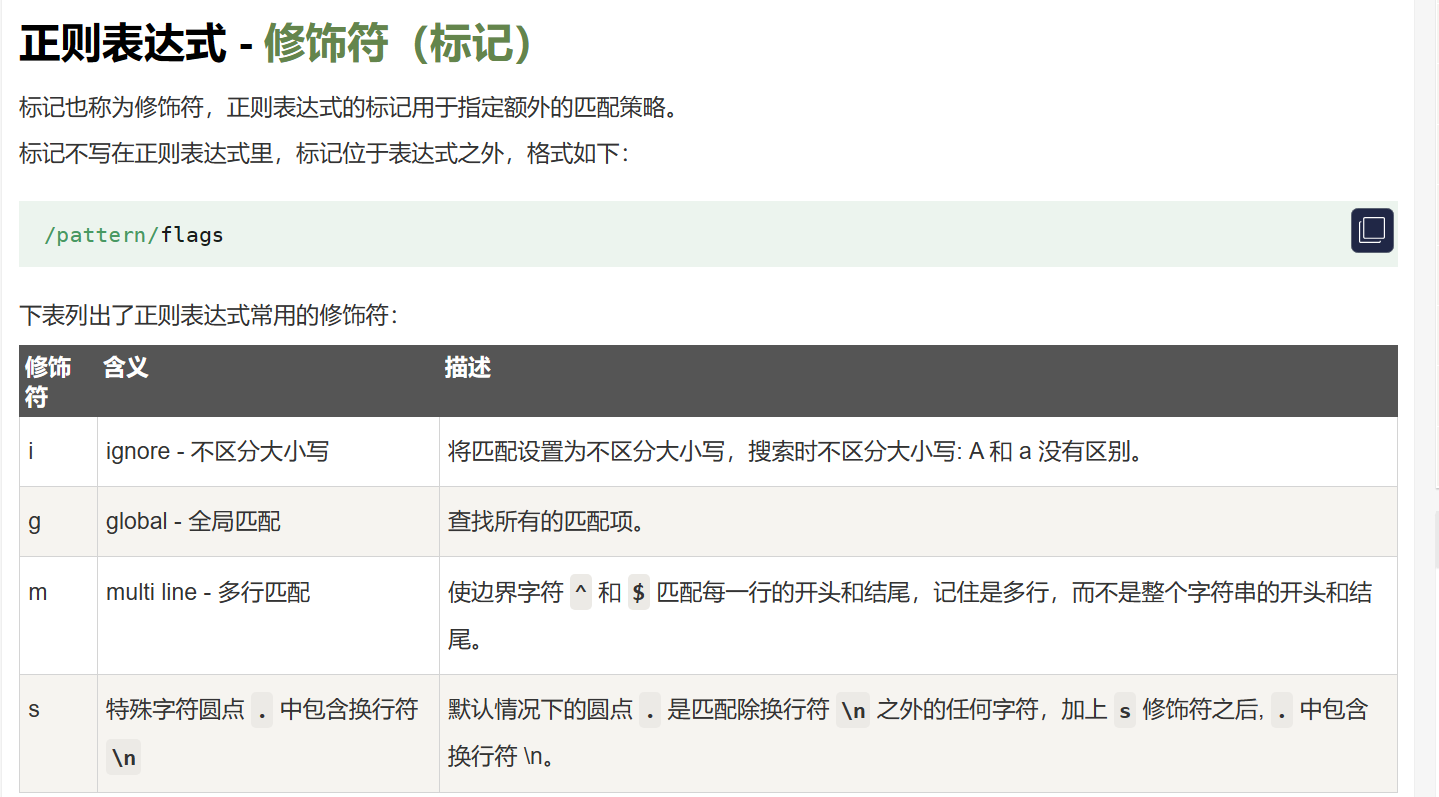 正则表达式 - 修饰符（标记）
标记也称为修饰符，正则表达式的标记用于指定额外的匹配策略。
标记不写在正则表达式里，标记位于表达式之外，格式如下：
/pattern/flags
下表列出了正则表达式常用的修饰符：
修饰
符
含义
描述
i
ignore - 不区分大小写
将匹配设置为不区分大小写，搜索时不区分大小写: A 和 a 没有区别。
g
global - 全局匹配
查找所有的匹配项。
m
multi line - 多行匹配
使边界字符 ^ 和 $ 匹配每一行的开头和结尾，记住是多行，而不是整个字符串的开头和结
尾。
s
特殊字符圆点 . 中包含换行符
\n
默认情况下的圆点 . 是匹配除换行符 \n 之外的任何字符，加上 s 修饰符之后, . 中包含
换行符 \n。